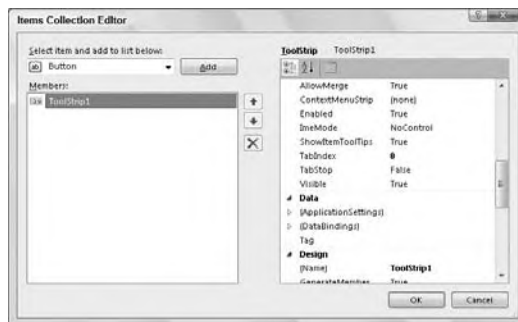 Items Collection Editor
Select item and add to list below:
Button
Add
Members:
ToolStrip1
ToolStrip ToolStrip1
AllowMerge True
ContextMenuStrip (none)
Enabled True
ImeMode NoControl
ShowItemToolTips True
TabIndex 0
TabStop False
Visible True
Data
(ApplicationSettings)
(DataBindings)
Tag
Design
(Name) ToolStrip1
GenerateMember True
OK Cancel